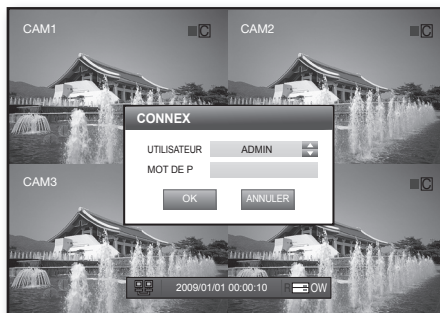 CAM1
C
CAM2
C
CONNEX
UTILISATEUR
ADMIN
MOT DE P
OK
ANNULER
CAM3
C
2009/01/01 00:00:10
OW